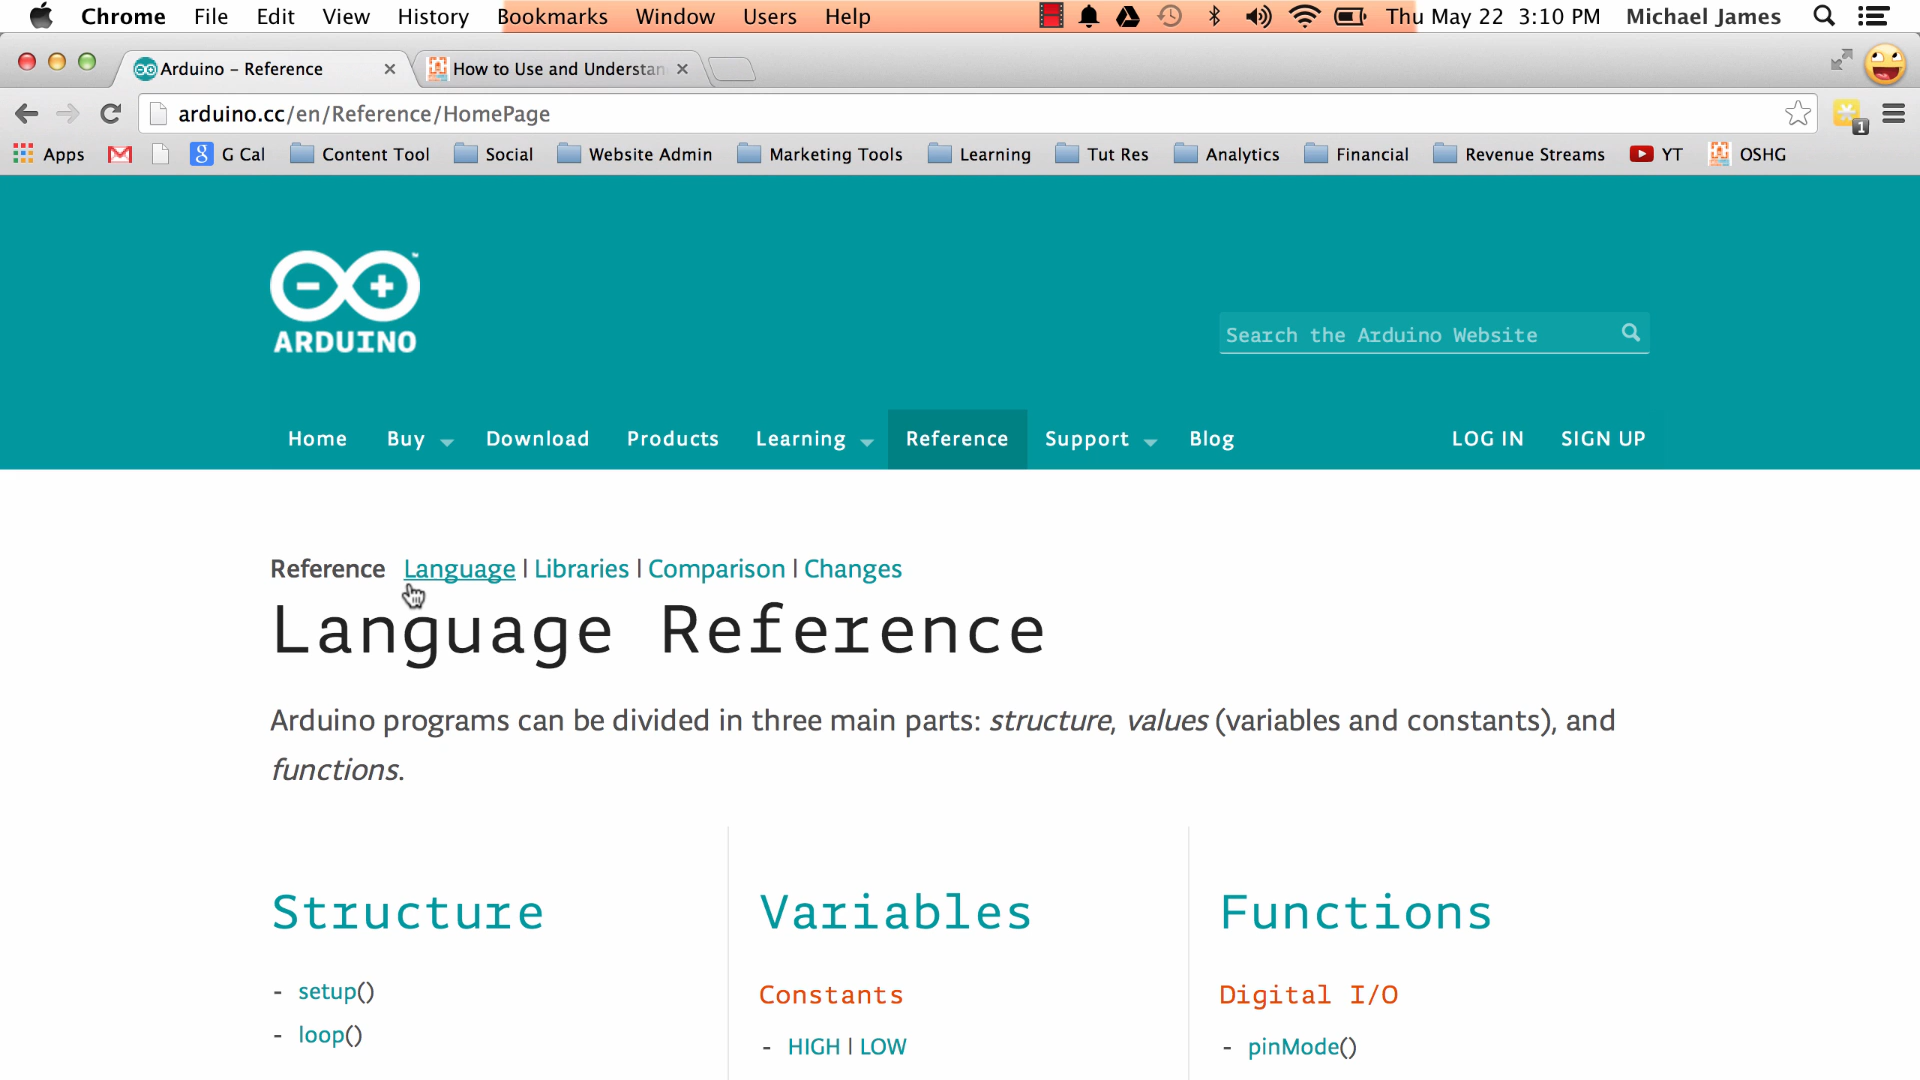 Chrome File Edit View History Bookmarks Window Users Help Thu May 22 3:10 PM Michael James
Arduino - Reference How to Use and Understan
arduino.cc/en/Reference/HomePage 1
Apps G Cal Content Tool Social Website Admin Marketing Tools Learning Tut Res Analytics Financial Revenue Streams YT OSHG
ARDUINO
TM
Search the Arduino Website
Home Buy Download Products Learning Reference Support Blog LOG IN SIGN UP
Reference Language | Libraries | Comparison | Changes
Language Reference
Arduino programs can be divided in three main parts: structure, values (variables and constants), and
functions.
Structure
- setup()
- loop()
Variables
Constants
- HIGH | LOW
Functions
Digital I/O
- pinMode()